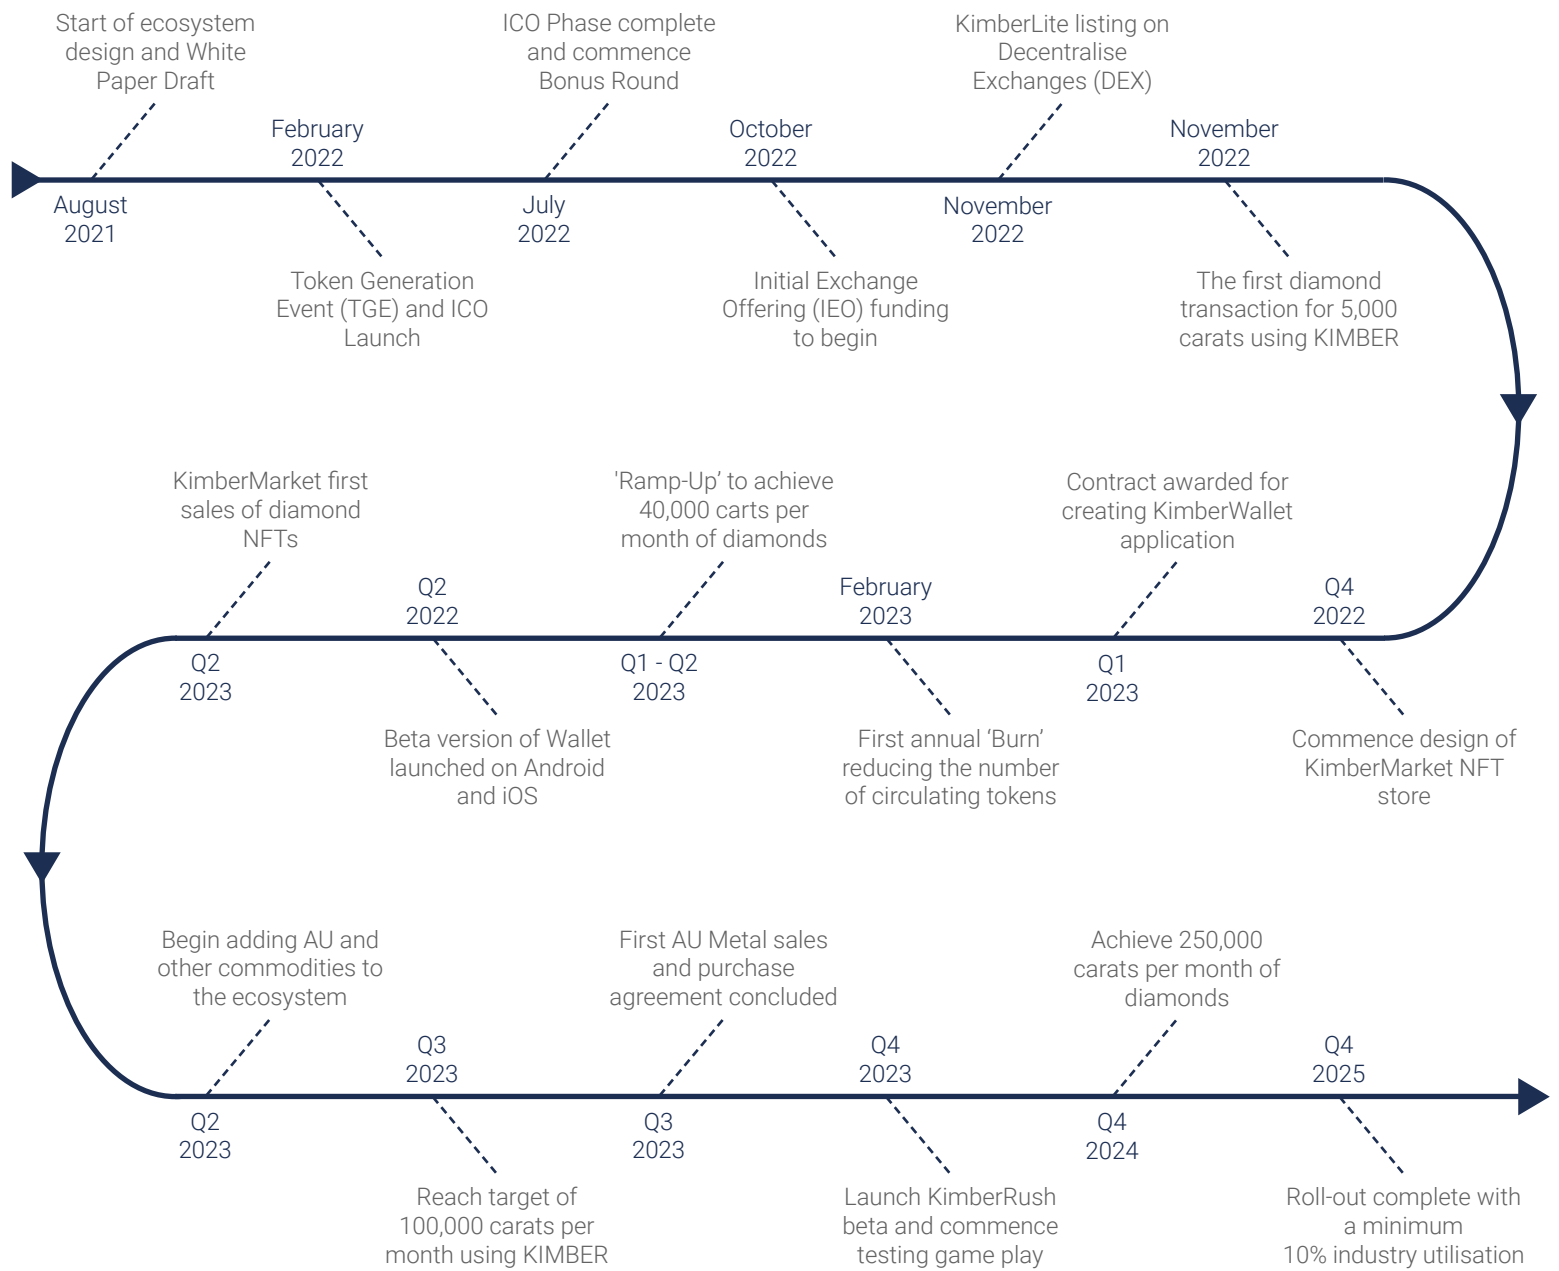 Start of ecosystem
design and White
Paper Draft
August
2021
February
2022
Token Generation
Event (TGE) and ICO
Launch
ICO Phase complete
and commence
Bonus Round
July
2022
October
2022
Initial Exchange
Offering (IEO) funding
to begin
KimberLite listing on
Decentralise
Exchanges (DEX)
November
2022
November
2022
The first diamond
transaction for 5,000
carats using KIMBER
Q4
2022
Commence design of
KimberMarket NFT
store
Contract awarded for
creating KimberWallet
application
Q1
2023
February
2023
First annual ‘Burn’
reducing the number
of circulating tokens
'Ramp-Up’ to achieve
40,000 carts per
month of diamonds
Q1 - Q2
2023
Q2
2022
Beta version of Wallet
launched on Android
and iOS
KimberMarket first
sales of diamond
NFTs
Q2
2023
Begin adding AU and
other commodities to
the ecosystem
Q2
2023
Q3
2023
Reach target of
100,000 carats per
month using KIMBER
First AU Metal sales
and purchase
agreement concluded
Q3
2023
Q4
2023
Launch KimberRush
beta and commence
testing game play
Achieve 250,000
carats per month of
diamonds
Q4
2024
Q4
2025
Roll-out complete with
a minimum
10% industry utilisation